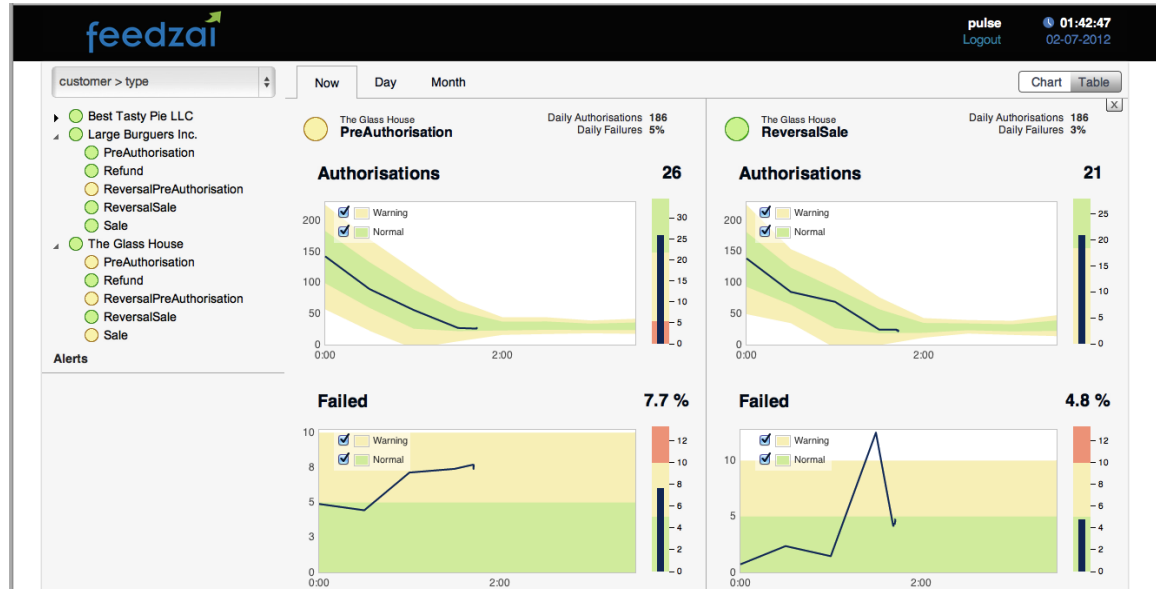 feedzai
pulse
Logout
01:42:47
02-07-2012
customer > type
Best Tasty Pie LLC
Large Burguers Inc.
PreAuthorisation
Refund
ReversalPreAuthorisation
ReversalSale
Sale
The Glass House
PreAuthorisation
Refund
ReversalPreAuthorisation
ReversalSale
Sale
Alerts
Now Day Month
Chart Table
The Glass House
PreAuthorisation
Daily Authorisations 186
Daily Failures 5%
Authorisations 26
Warning
Normal
200
150
100
50
0
0:00 2:00
30
25
20
15
10
5
0
Failed 7.7 %
Warning
Normal
10
8
5
3
0
0:00 2:00
12
10
8
6
4
2
0
X
The Glass House
ReversalSale
Daily Authorisations 186
Daily Failures 3%
Authorisations 21
Warning
Normal
200
150
100
50
0
0:00 2:00
25
20
15
10
5
0
Failed 4.8 %
Warning
Normal
10
5
0
0:00 2:00
12
10
8
6
4
2
0